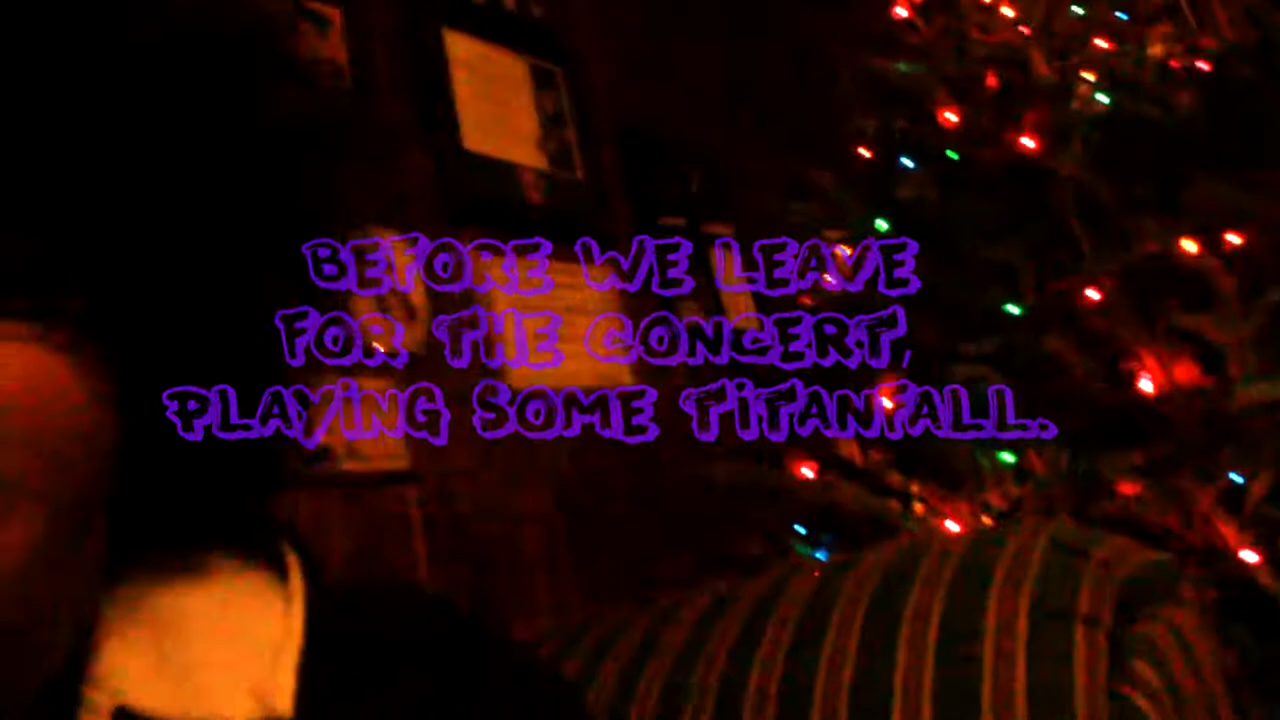 BEFORE WE LEAVE
FOR THE CONCERT,
PLAYING SOME TITANFALL.